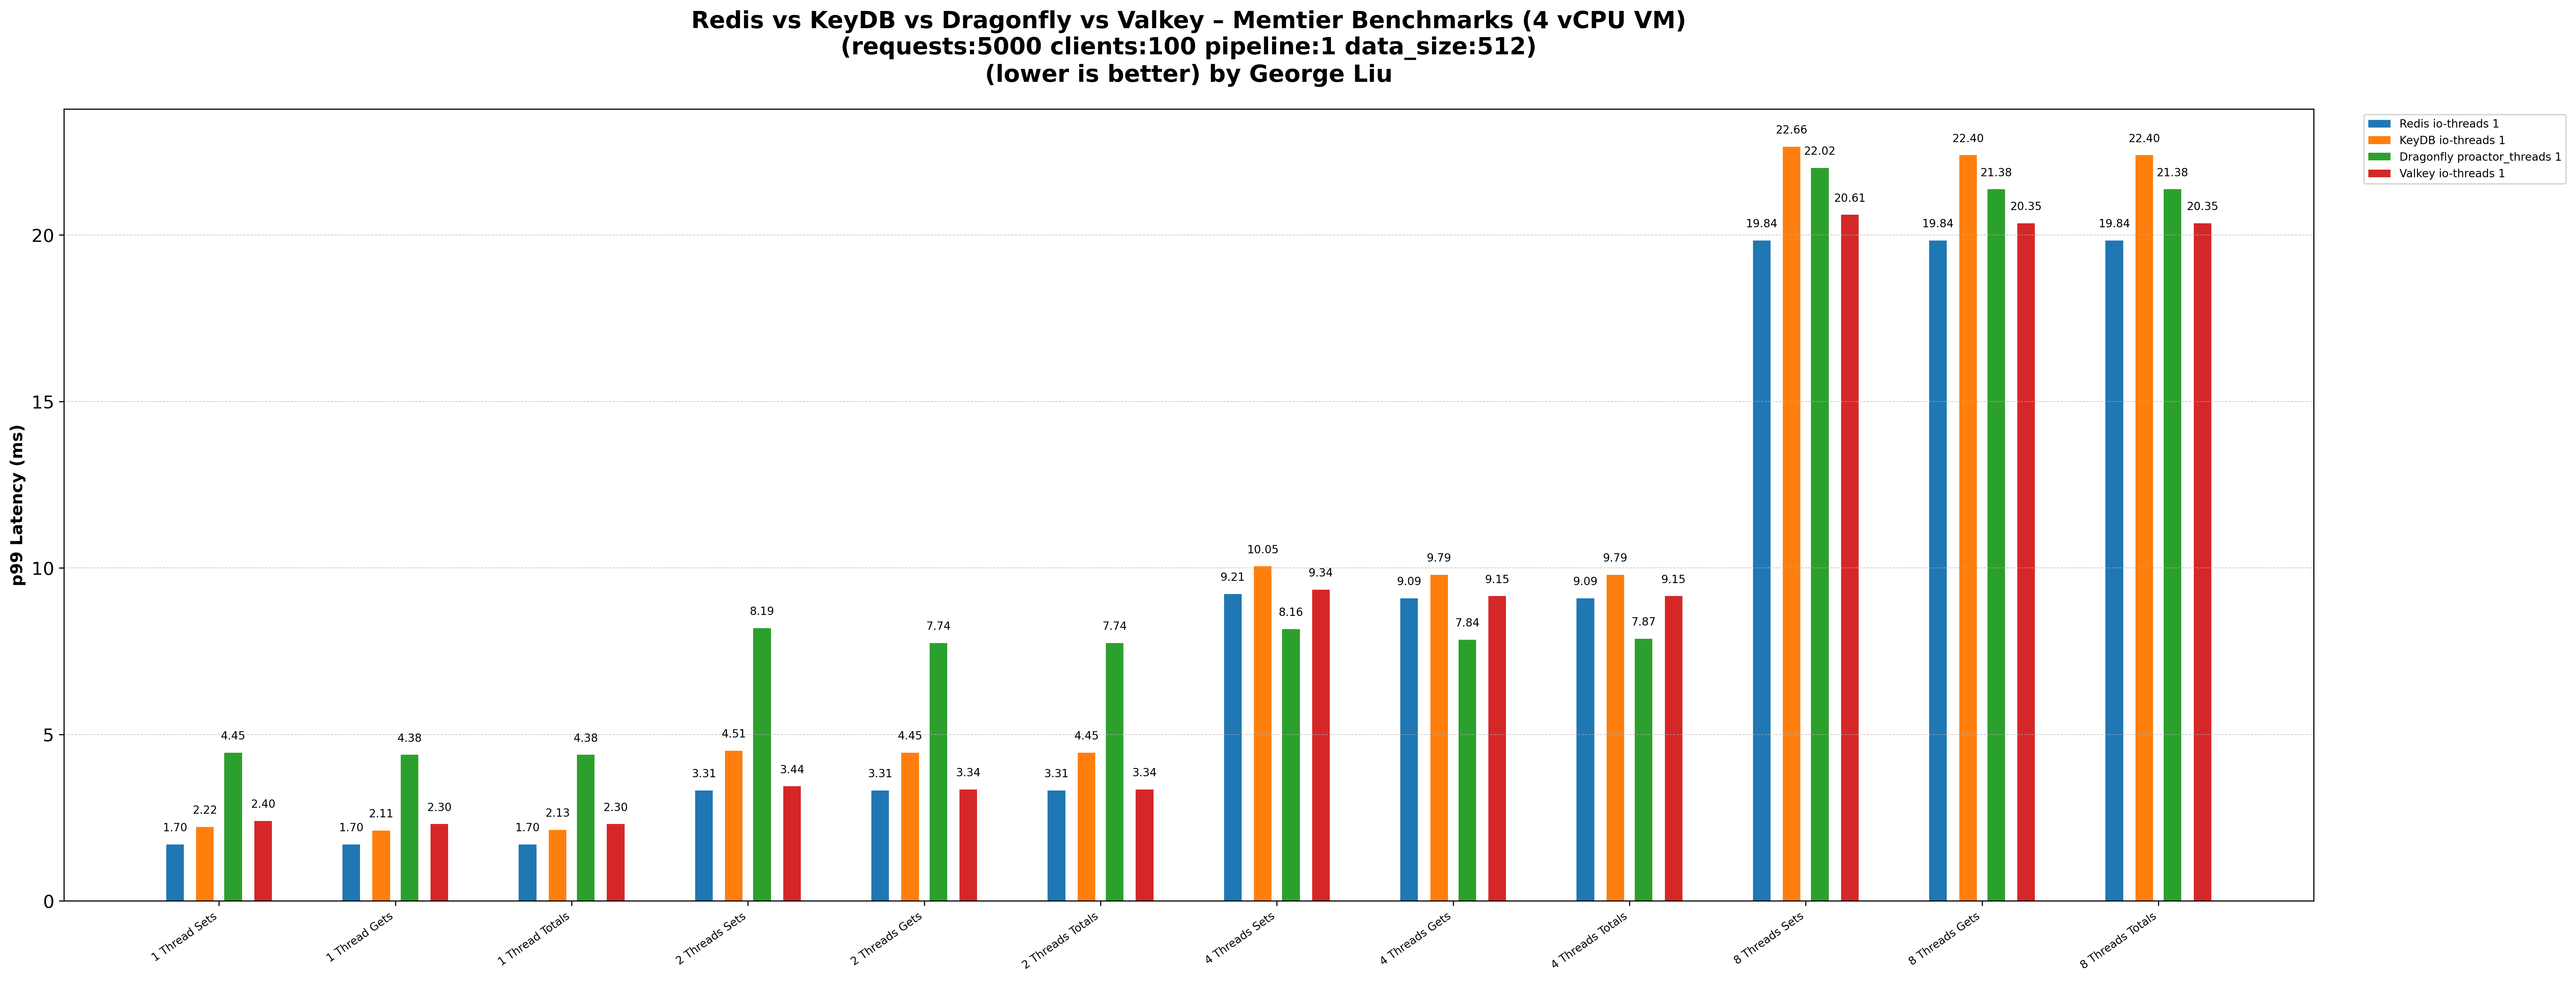 Redis vs KeyDB vs Dragonfly vs Valkey – Memtier Benchmarks (4 vCPU VM)
(requests:5000 clients:100 pipeline:1 data_size:512)
(lower is better) by George Liu
Redis io-threads 1
KeyDB io-threads 1
Dragonfly proactor_threads 1
Valkey io-threads 1
p99 Latency (ms)
20
15
10
5
0
1.70 2.22 4.45 2.40
1.70 2.11 4.38 2.30
1.70 2.13 4.38 2.30
3.31 4.51 8.19 3.44
3.31 4.45 7.74 3.34
3.31 4.45 7.74 3.34
9.21 10.05 8.16 9.34
9.09 9.79 7.84 9.15
9.09 9.79 7.87 9.15
19.84 22.66 22.02 20.61
19.84 22.40 21.38 20.35
19.84 22.40 21.38 20.35
1 Thread Sets
1 Thread Gets
1 Thread Totals
2 Threads Sets
2 Threads Gets
2 Threads Totals
4 Threads Sets
4 Threads Gets
4 Threads Totals
8 Threads Sets
8 Threads Gets
8 Threads Totals